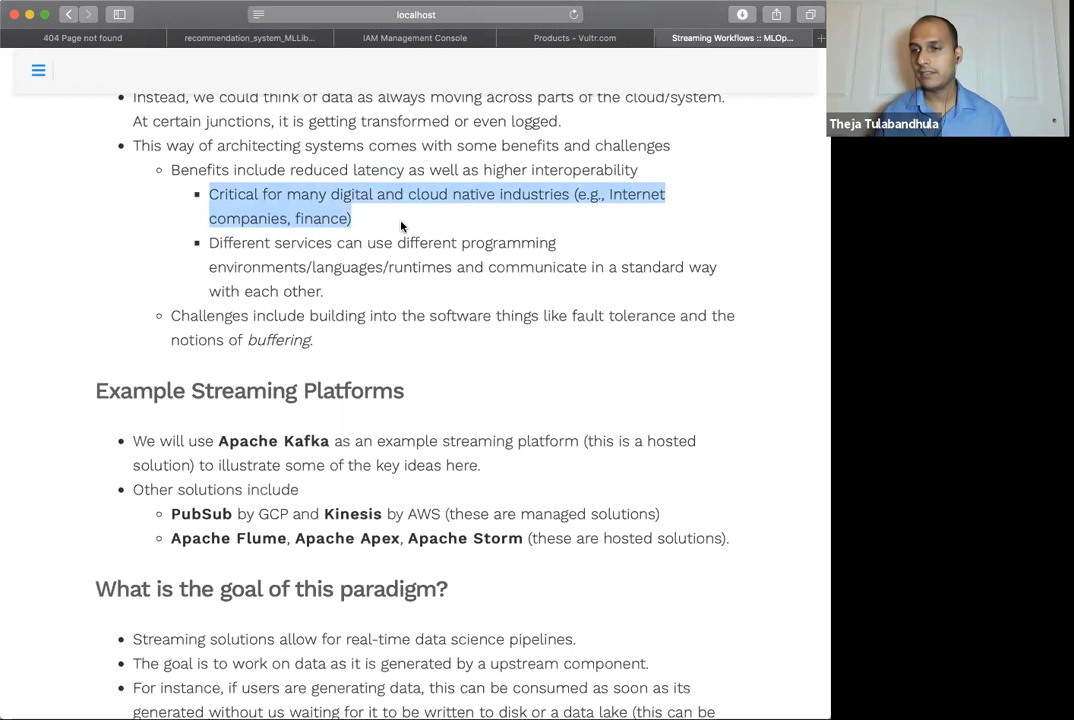 localhost
404 Page not found
recommendation_system_MLLib...
IAM Management Console
Products - Vultr.com
Streaming Workflows :: MLOp...
Theja Tulabandhula
• Instead, we could think of data as always moving across parts of the cloud/system.
At certain junctions, it is getting transformed or even logged.
• This way of architecting systems comes with some benefits and challenges
◦ Benefits include reduced latency as well as higher interoperability
▪ Critical for many digital and cloud native industries (e.g., Internet
companies, finance)
▪ Different services can use different programming
environments/languages/runtimes and communicate in a standard way
with each other.
◦ Challenges include building into the software things like fault tolerance and the
notions of buffering.
Example Streaming Platforms
• We will use Apache Kafka as an example streaming platform (this is a hosted
solution) to illustrate some of the key ideas here.
• Other solutions include
◦ PubSub by GCP and Kinesis by AWS (these are managed solutions)
◦ Apache Flume, Apache Apex, Apache Storm (these are hosted solutions).
What is the goal of this paradigm?
• Streaming solutions allow for real-time data science pipelines.
• The goal is to work on data as it is generated by a upstream component.
• For instance, if users are generating data, this can be consumed as soon as its
generated without us waiting for it to be written to disk or a data lake (this can be